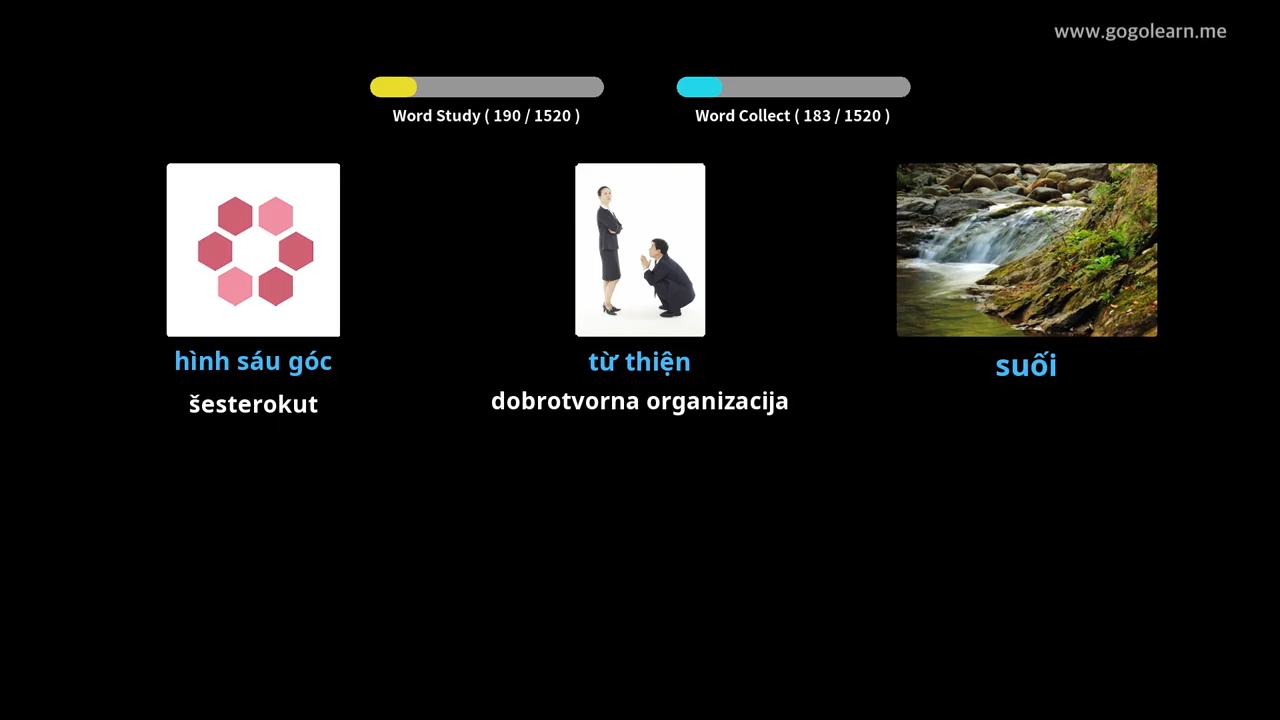 www.gogolearn.me
Word Study ( 190 / 1520 )
Word Collect ( 183 / 1520 )
hình sáu góc
từ thiện
suối
šesterokut
dobrotvorna organizacija